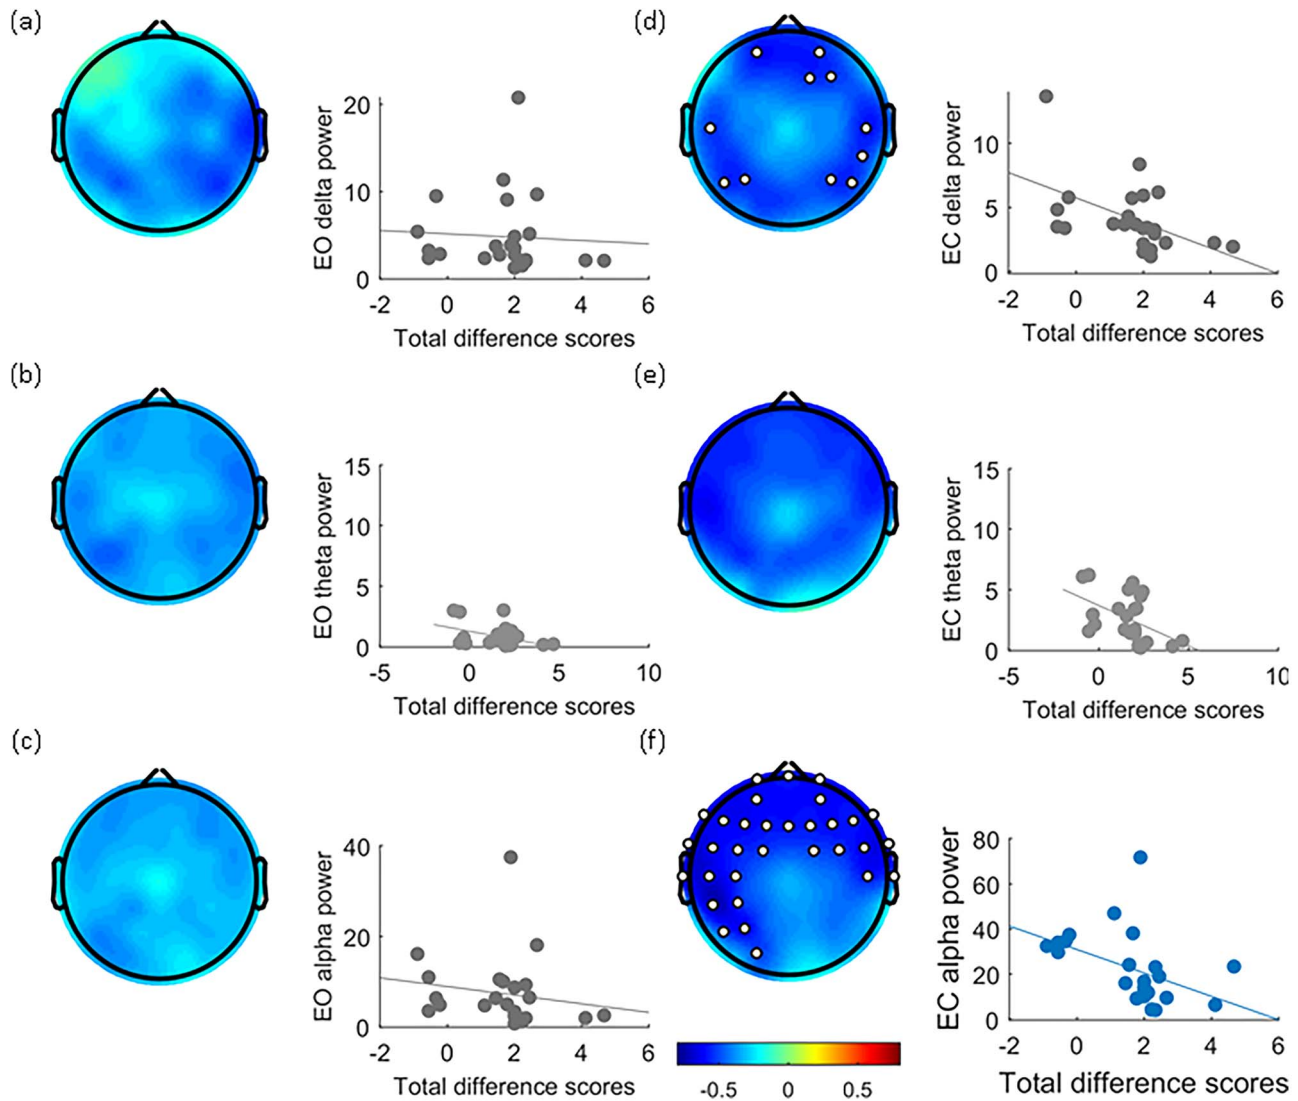 (a)
20
10
0
EO delta power
-2 0 2 4 6
Total difference scores
(d)
10
5
0
EC delta power
-2 0 2 4 6
Total difference scores
(b)
15
10
5
0
EO theta power
-5 0 5 10
Total difference scores
(e)
15
10
5
0
EC theta power
-5 0 5 10
Total difference scores
(c)
40
20
0
EO alpha power
-2 0 2 4 6
Total difference scores
(f)
-0.5 0 0.5
80
60
40
20
0
EC alpha power
-2 0 2 4 6
Total difference scores